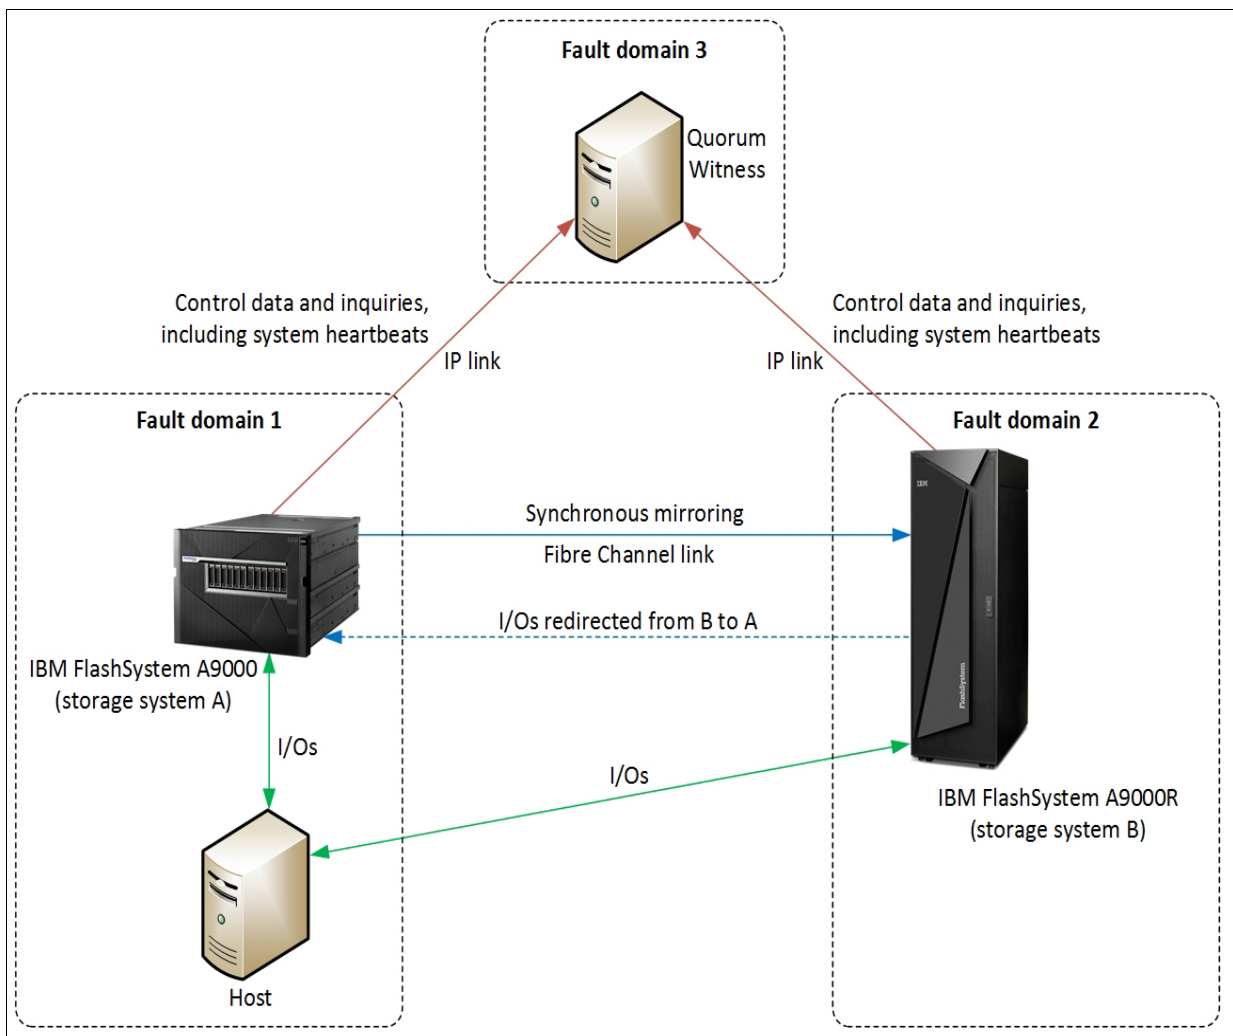 Fault domain 3
Quorum
Witness
Control data and inquiries,
including system heartbeats
IP link
Control data and inquiries,
including system heartbeats
IP link
Fault domain 1
Fault domain 2
IBM
Synchronous mirroring
Fibre Channel link
I/Os redirected from B to A
FlashSystem
IBM FlashSystem A9000
(storage system A)
I/Os
I/Os
IBM FlashSystem A9000R
(storage system B)
Host